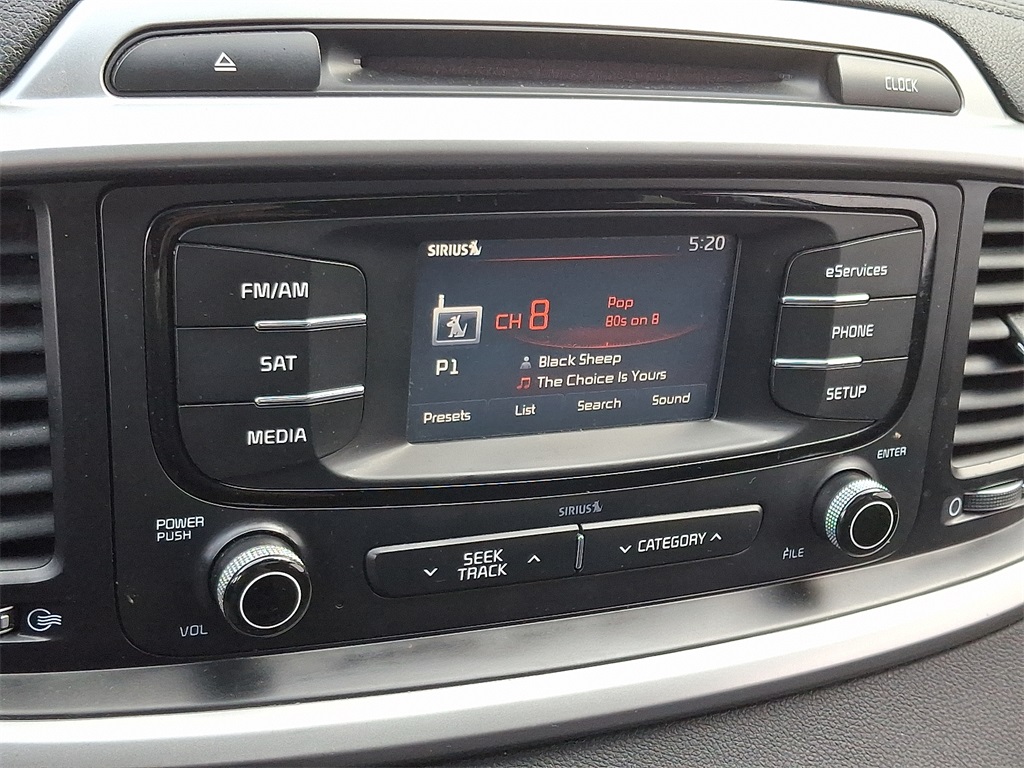 CLOCK
SIRIUS
5:20
FM/AM
SAT
MEDIA
CH 8
Pop
80s on 8
P1
Black Sheep
The Choice Is Yours
Presets
List
Search
Sound
eServices
PHONE
SETUP
ENTER
SIRIUS
POWER
PUSH
VOL
SEEK
TRACK
CATEGORY
FILE